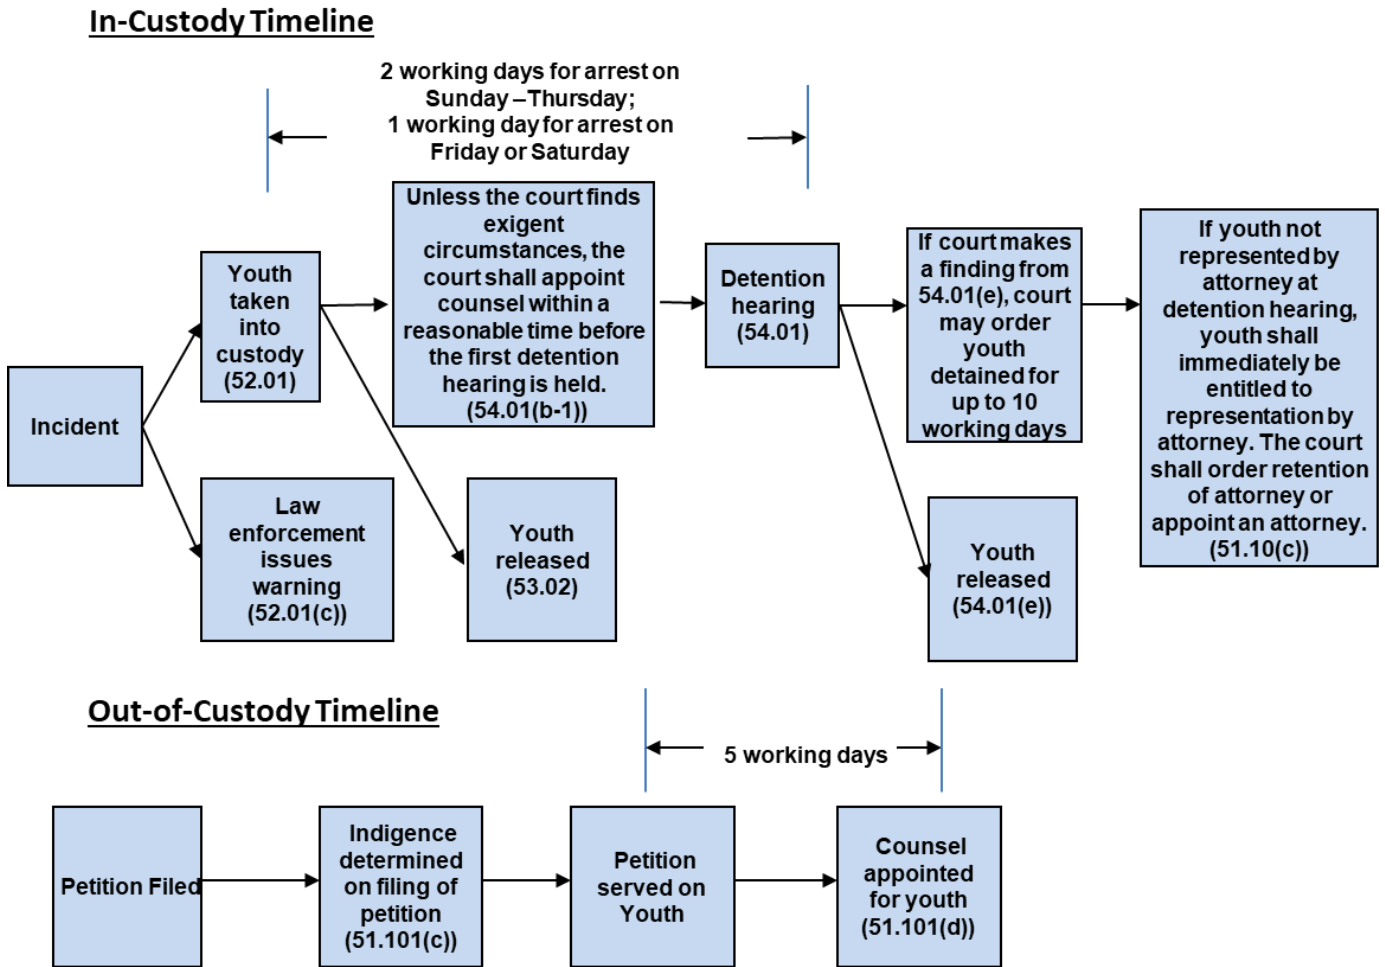 In-Custody Timeline
2 working days for arrest on
Sunday –Thursday;
1 working day for arrest on
Friday or Saturday
Incident
Youth
taken
into
custody
(52.01)
Law
enforcement
issues
warning
(52.01(c))
Unless the court finds
exigent
circumstances, the
court shall appoint
counsel within a
reasonable time before
the first detention
hearing is held.
(54.01(b-1))
Youth
released
(53.02)
Detention
hearing
(54.01)
If court makes
a finding from
54.01(e), court
may order
youth
detained for
up to 10
working days
Youth
released
(54.01(e))
If youth not
represented by
attorney at
detention hearing,
youth shall
immediately be
entitled to
representation by
attorney. The court
shall order retention
of attorney or
appoint an attorney.
(51.10(c))
Out-of-Custody Timeline
5 working days
Petition Filed
Indigence
determined
on filing of
petition
(51.101(c))
Petition
served on
Youth
Counsel
appointed
for youth
(51.101(d))